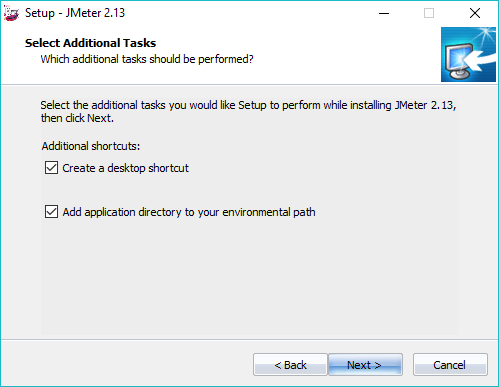 Setup - JMeter 2.13
Select Additional Tasks
Which additional tasks should be performed?
Select the additional tasks you would like Setup to perform while installing JMeter 2.13,
then click Next.
Additional shortcuts:
Create a desktop shortcut
Add application directory to your environmental path
< Back
Next >
Cancel